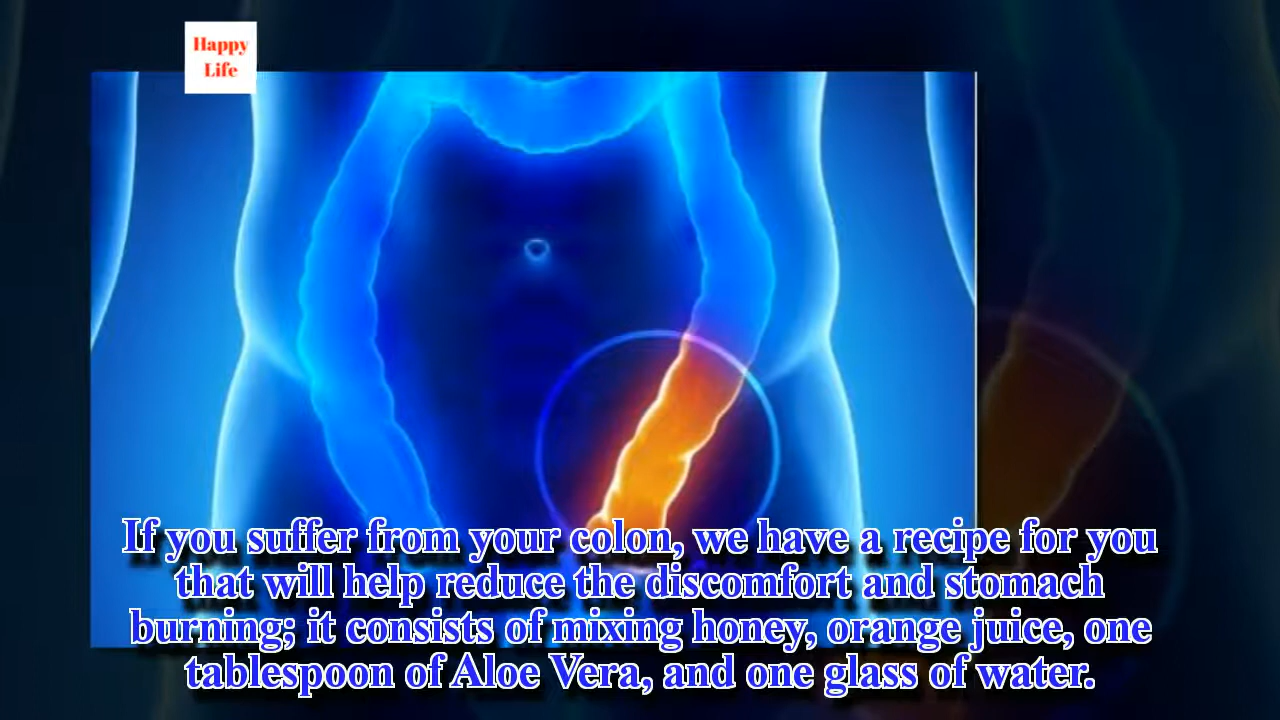 Happy
Life
If you suffer from your colon, we have a recipe for you
that will help reduce the discomfort and stomach
burning; it consists of mixing honey, orange juice, one
tablespoon of Aloe Vera, and one glass of water.